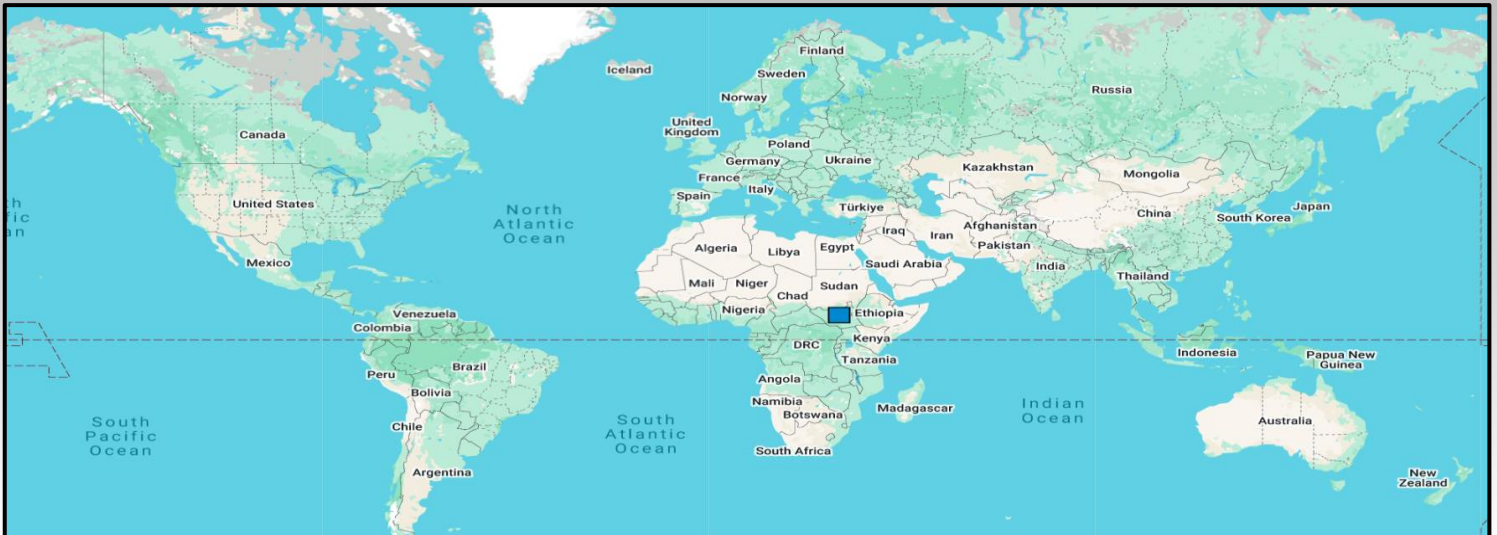 Finland
Iceland
Sweden
Norway
Russia
United
Kingdom
Canada
Poland
Germany
Ukraine
France
Kazakhstan
Mongolia
Italy
Spain
United States
Türkiye
Japan
China
South Korea
North
Atlantic
Ocean
th
fic
an
Afghanistan
Iraq
Iran
Pakistan
Algeria
Libya
Egypt
Saudi Arabia
Mexico
India
Thailand
Mali
Niger
Chad
Sudan
Nigeria
Ethiopia
Venezuela
Colombia
DRC
Kenya
Indonesia
Papua New
Guinea
Tanzania
Peru
Brazil
Angola
Bolivia
Namibia
Botswana
Madagascar
Indian
Ocean
South
Pacific
Ocean
Chile
South
Atlantic
Ocean
Australia
South Africa
Argentina
New
Zealand